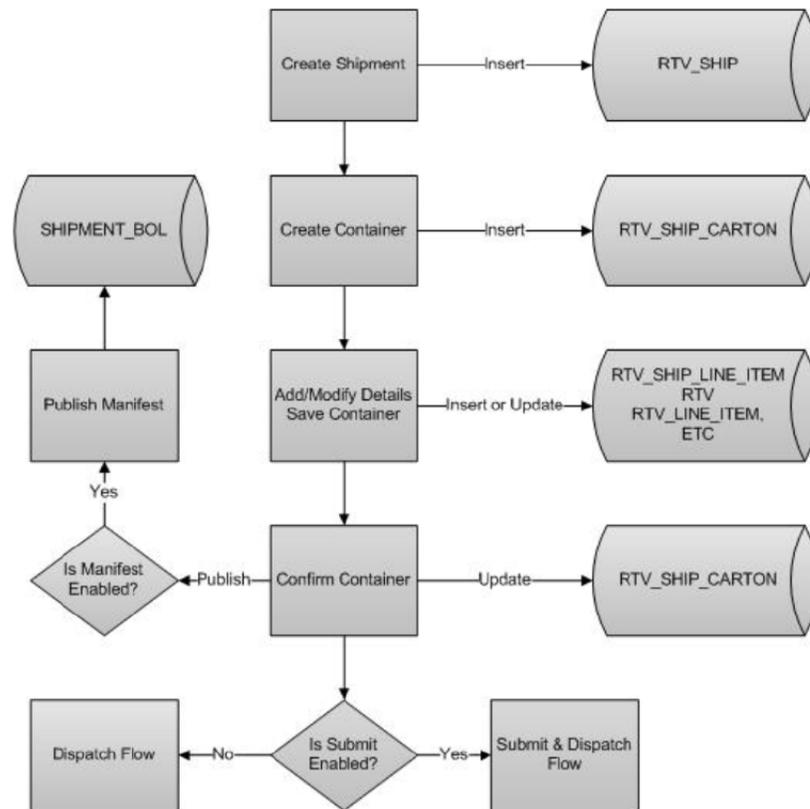 Create Shipment
Insert
RTV_SHIP
SHIPMENT_BOL
Create Container
Insert
RTV_SHIP_CARTON
Publish Manifest
Add/Modify Details
Save Container
Insert or Update
RTV_SHIP_LINE_ITEM
RTV
RTV_LINE_ITEM,
ETC
Yes
Is Manifest
Enabled?
Publish
Confirm Container
Update
RTV_SHIP_CARTON
Dispatch Flow
No
Is Submit
Enabled?
Yes
Submit & Dispatch
Flow